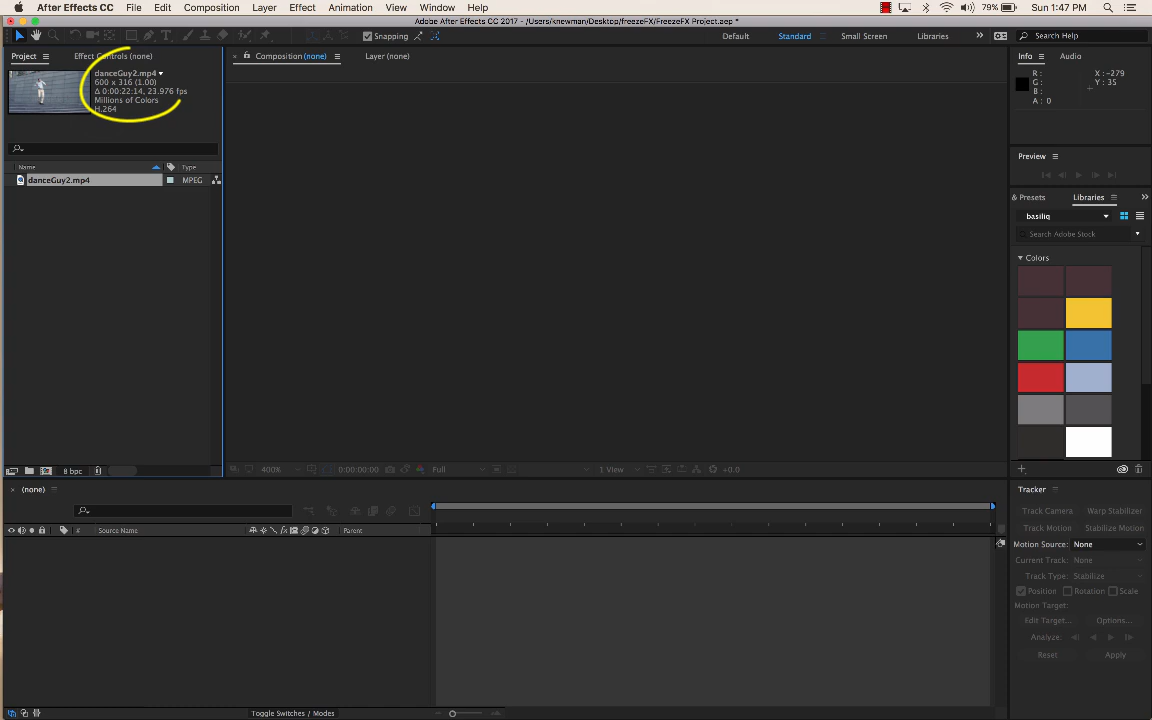 After Effects CC File Edit Composition Layer Effect Animation View Window Help 79% Sun 1:47 PM
Adobe After Effects CC 2017 - /Users/knewman/Desktop/freezeFX/FreezeFX Project.aep *
Snapping Default Standard Small Screen Libraries Search Help
Project Effect Controls (none) Composition (none) Layer (none) Info Audio
danceGuy2.mp4
600 x 316 (1.00)
Δ 0:00:22:14, 23.976 fps
Millions of Colors
H.264
R: X: -279
G: Y: 35
B:
A: 0
Preview
Name Type
danceGuy2.mp4 MPEG
& Presets Libraries
basiliq
Search Adobe Stock
Colors
8 bpc 400% 0:00:00:00 Full 1 View +0.0
(none)
# Source Name Parent
Toggle Switches / Modes
Tracker
Track Camera Warp Stabilizer
Track Motion Stabilize Motion
Motion Source: None
Current Track: None
Track Type: Stabilize
Position Rotation Scale
Motion Target:
Edit Target... Options...
Analyze:
Reset Apply